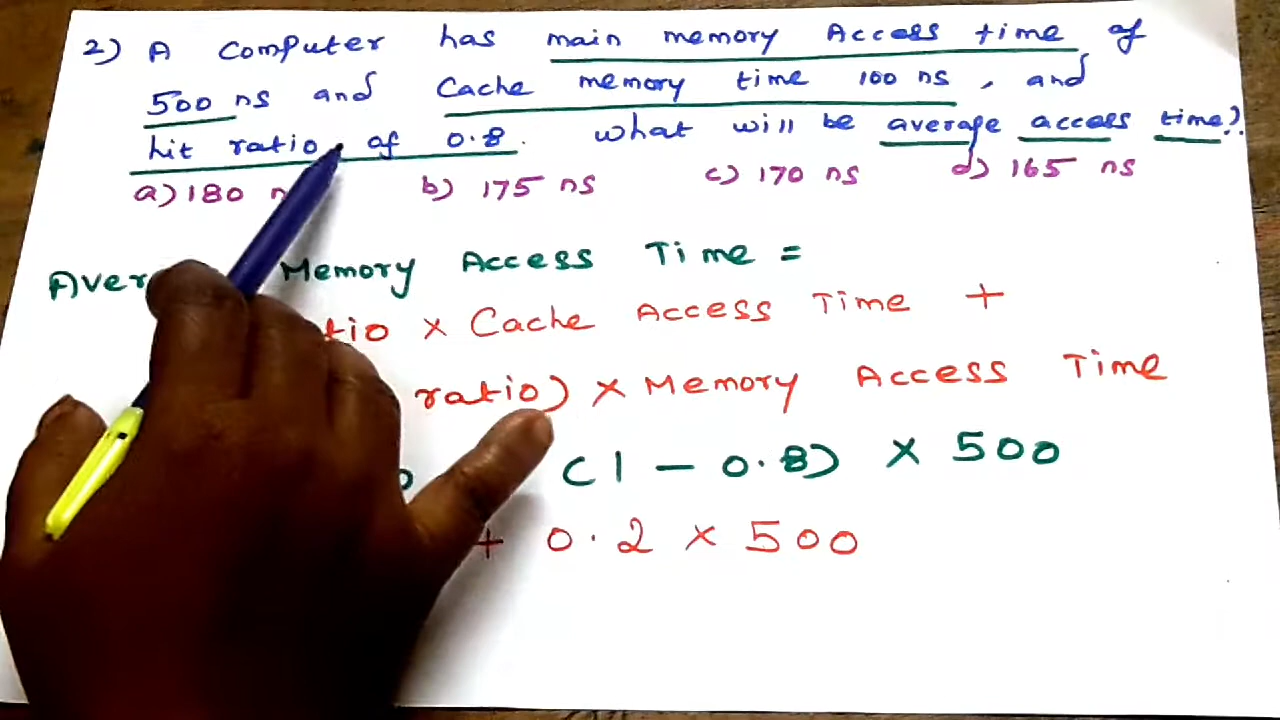 2) A Computer has main memory Access time of
500 ns and Cache memory time 100 ns , and
hit ratio of 0.8. What will be average access time?
a) 180 n b) 175 ns c) 170 ns d) 165 ns
Memory Access Time =
x Cache Access Time +
ratio) x Memory Access Time
(1 - 0.8) x 500
+ 0.2 x 500